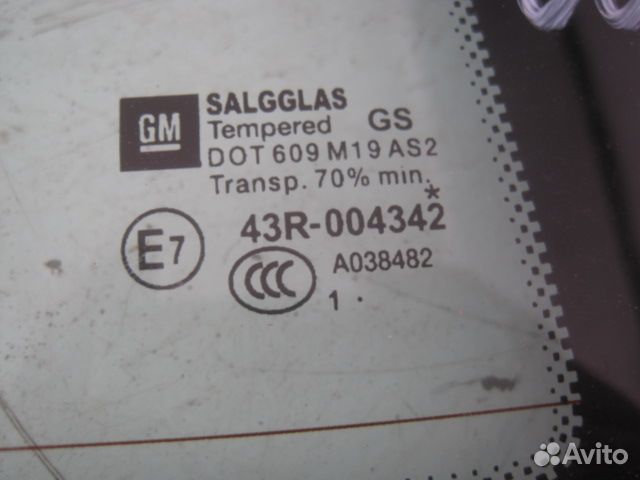 GM
SALGGLAS
Tempered GS
DOT 609 M19 AS2
Transp. 70% min.
*
43R-004342
E7
CCC A038482
1 .
Avito